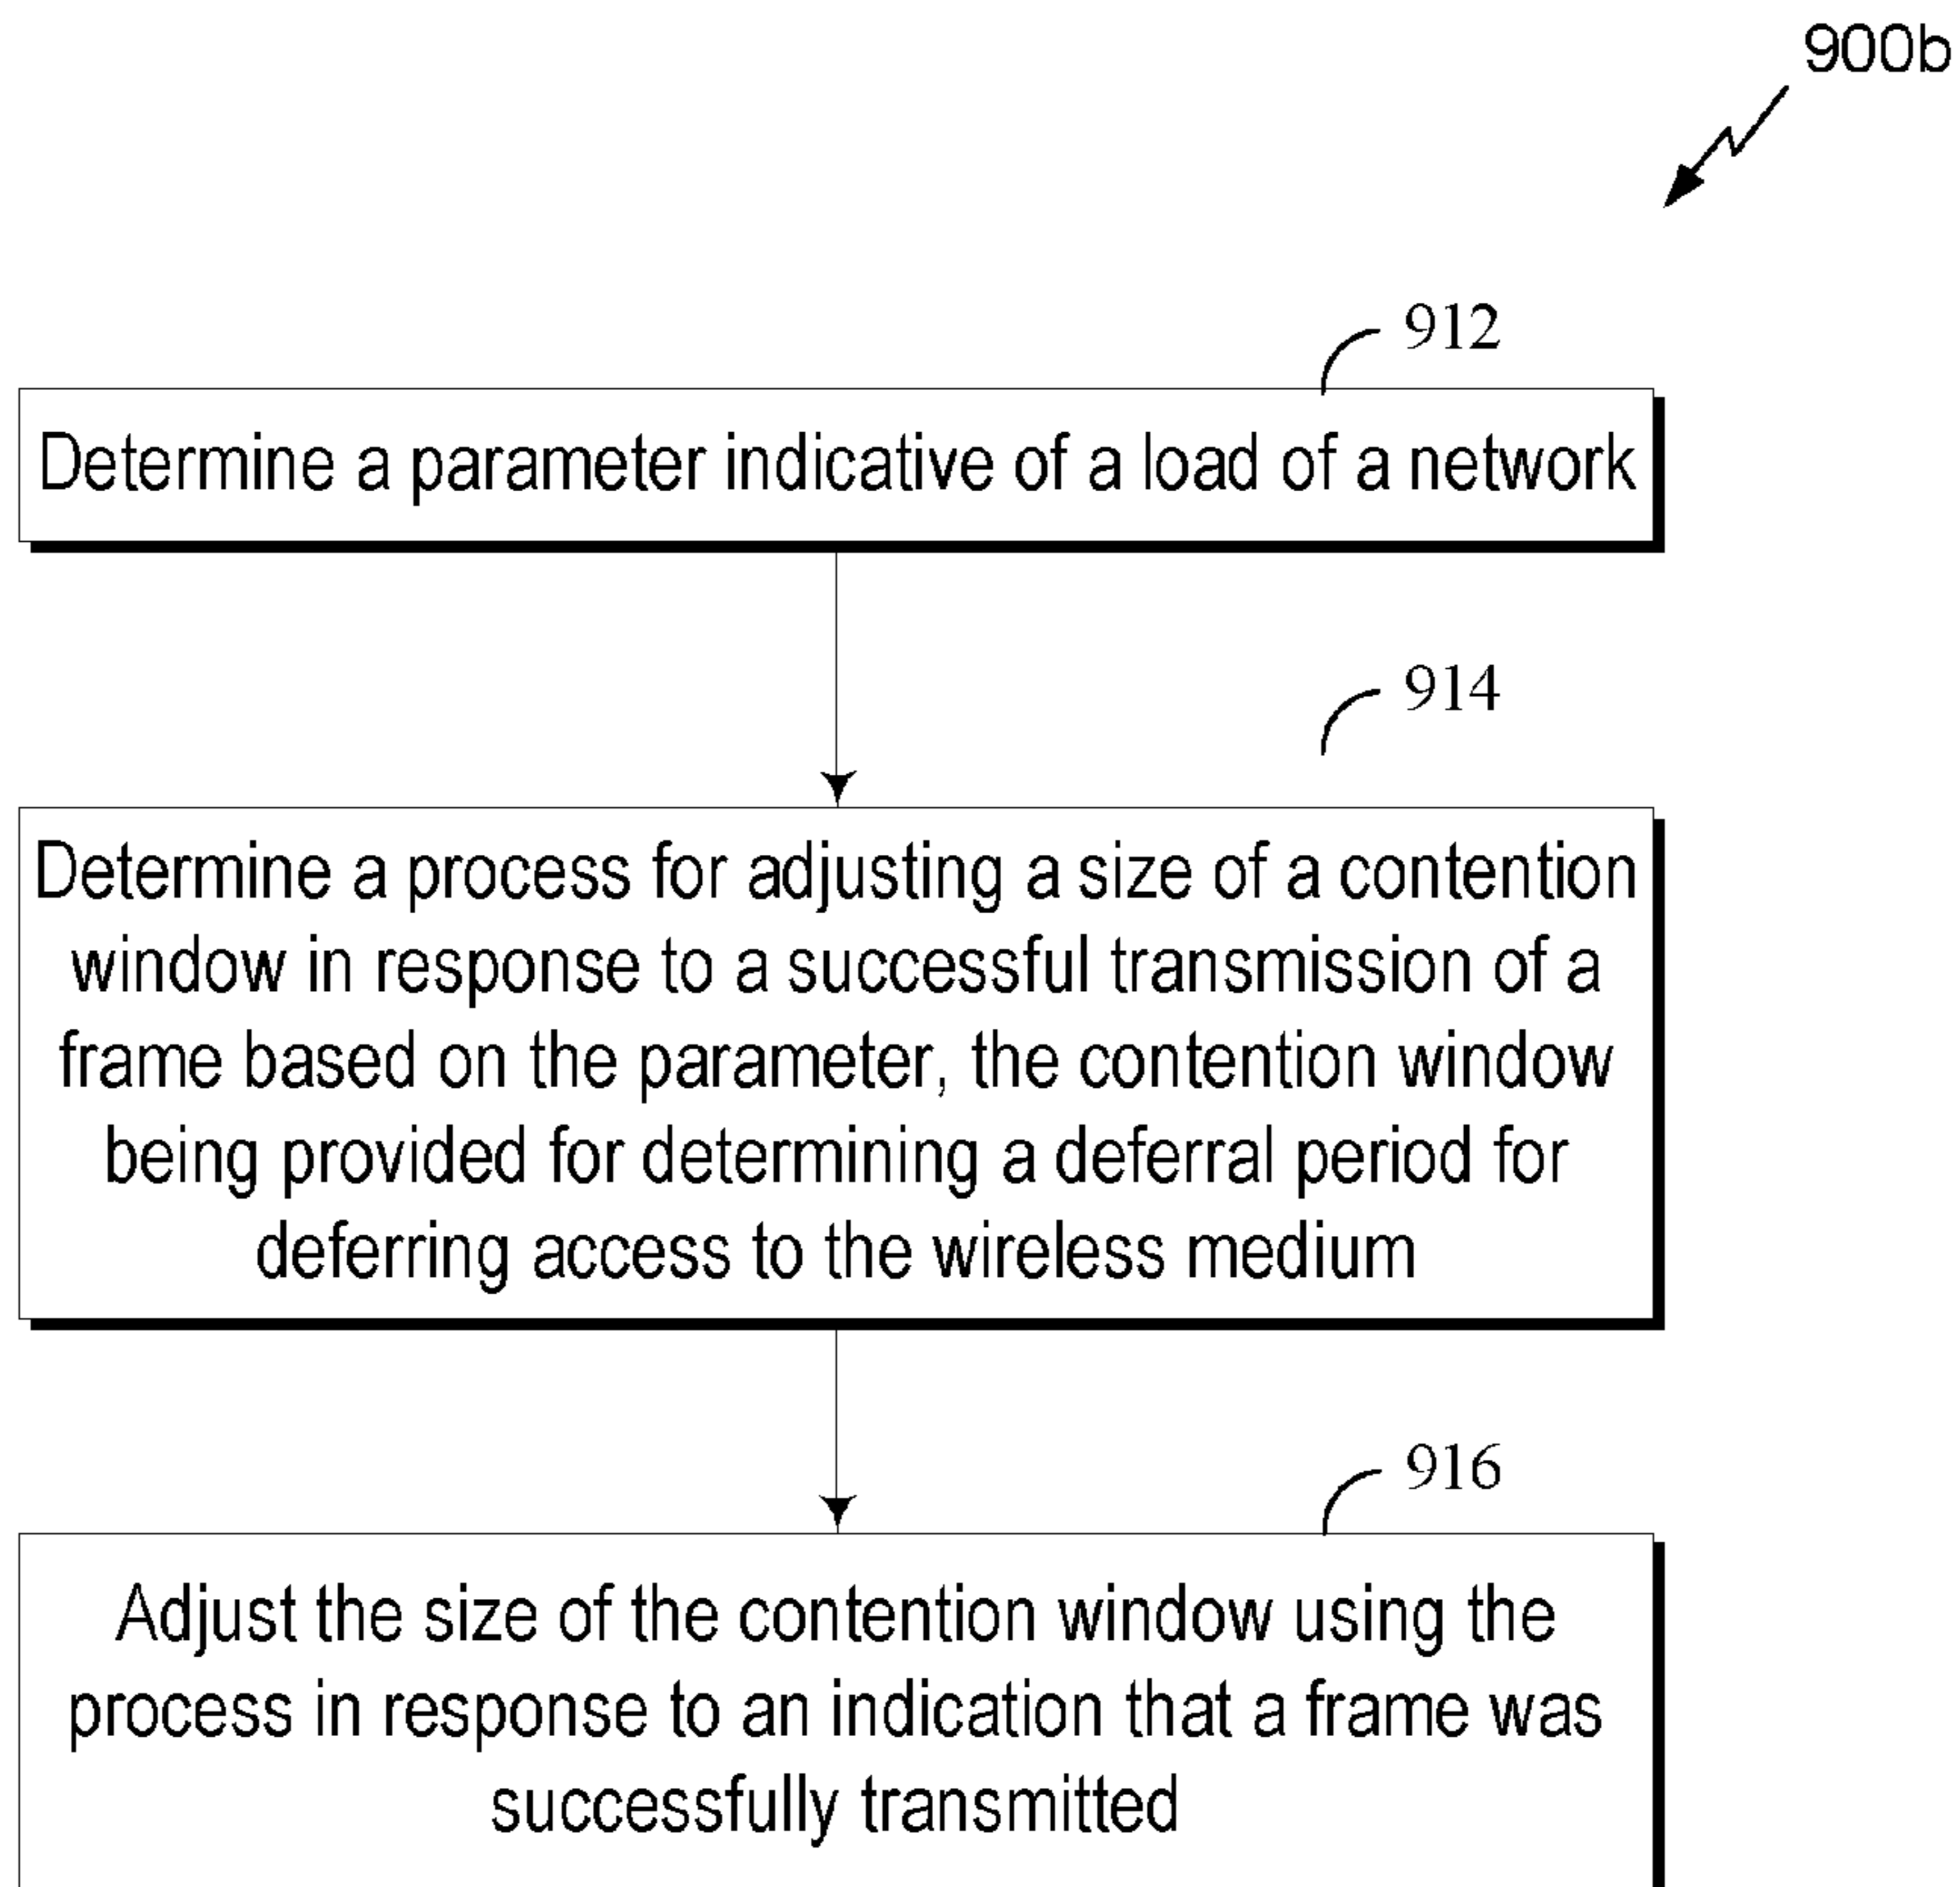 900b
912
Determine a parameter indicative of a load of a network
914
Determine a process for adjusting a size of a contention
window in response to a successful transmission of a
frame based on the parameter, the contention window
being provided for determining a deferral period for
deferring access to the wireless medium
916
Adjust the size of the contention window using the
process in response to an indication that a frame was
successfully transmitted